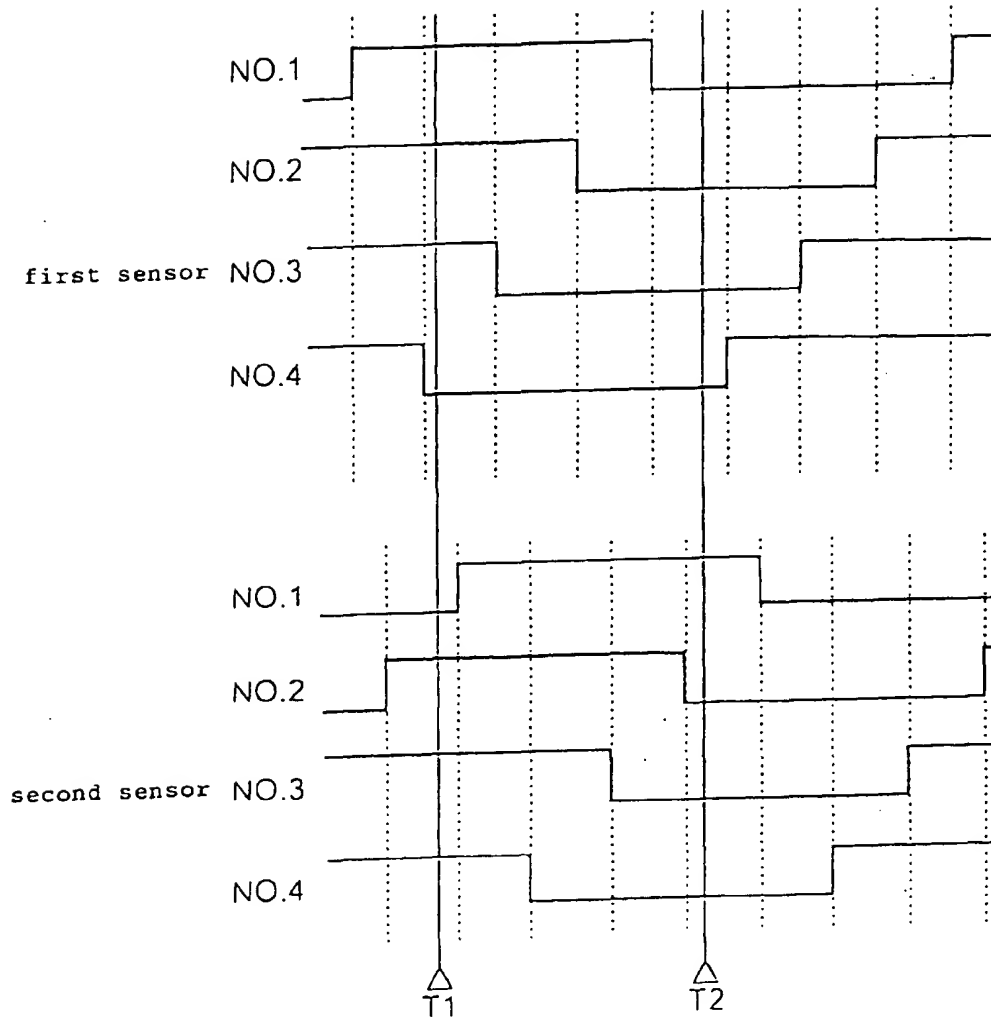 NO.1
NO.2
first sensor NO.3
NO.4
NO.1
NO.2
second sensor NO.3
NO.4
T1 T2